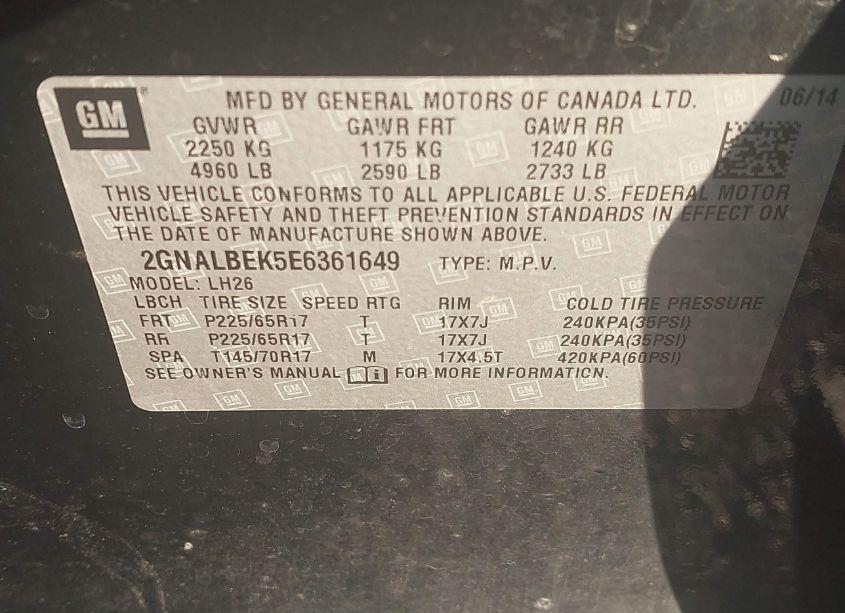 GM MFD BY GENERAL MOTORS OF CANADA LTD. 06/14
GVWR GAWR FRT GAWR RR
2250 KG 1175 KG 1240 KG
4960 LB 2590 LB 2733 LB
THIS VEHICLE CONFORMS TO ALL APPLICABLE U.S. FEDERAL MOTOR
VEHICLE SAFETY AND THEFT PREVENTION STANDARDS IN EFFECT ON
THE DATE OF MANUFACTURE SHOWN ABOVE.
2GNALBEK5E6361649 TYPE: M.P.V.
MODEL: LH26
LBCH TIRE SIZE SPEED RTG RIM COLD TIRE PRESSURE
FRT P225/65R17 T 17X7J 240KPA(35PSI)
RR P225/65R17 T 17X7J 240KPA(35PSI)
SPA T145/70R17 M 17X4.5T 420KPA(60PSI)
SEE OWNER'S MANUAL FOR MORE INFORMATION.